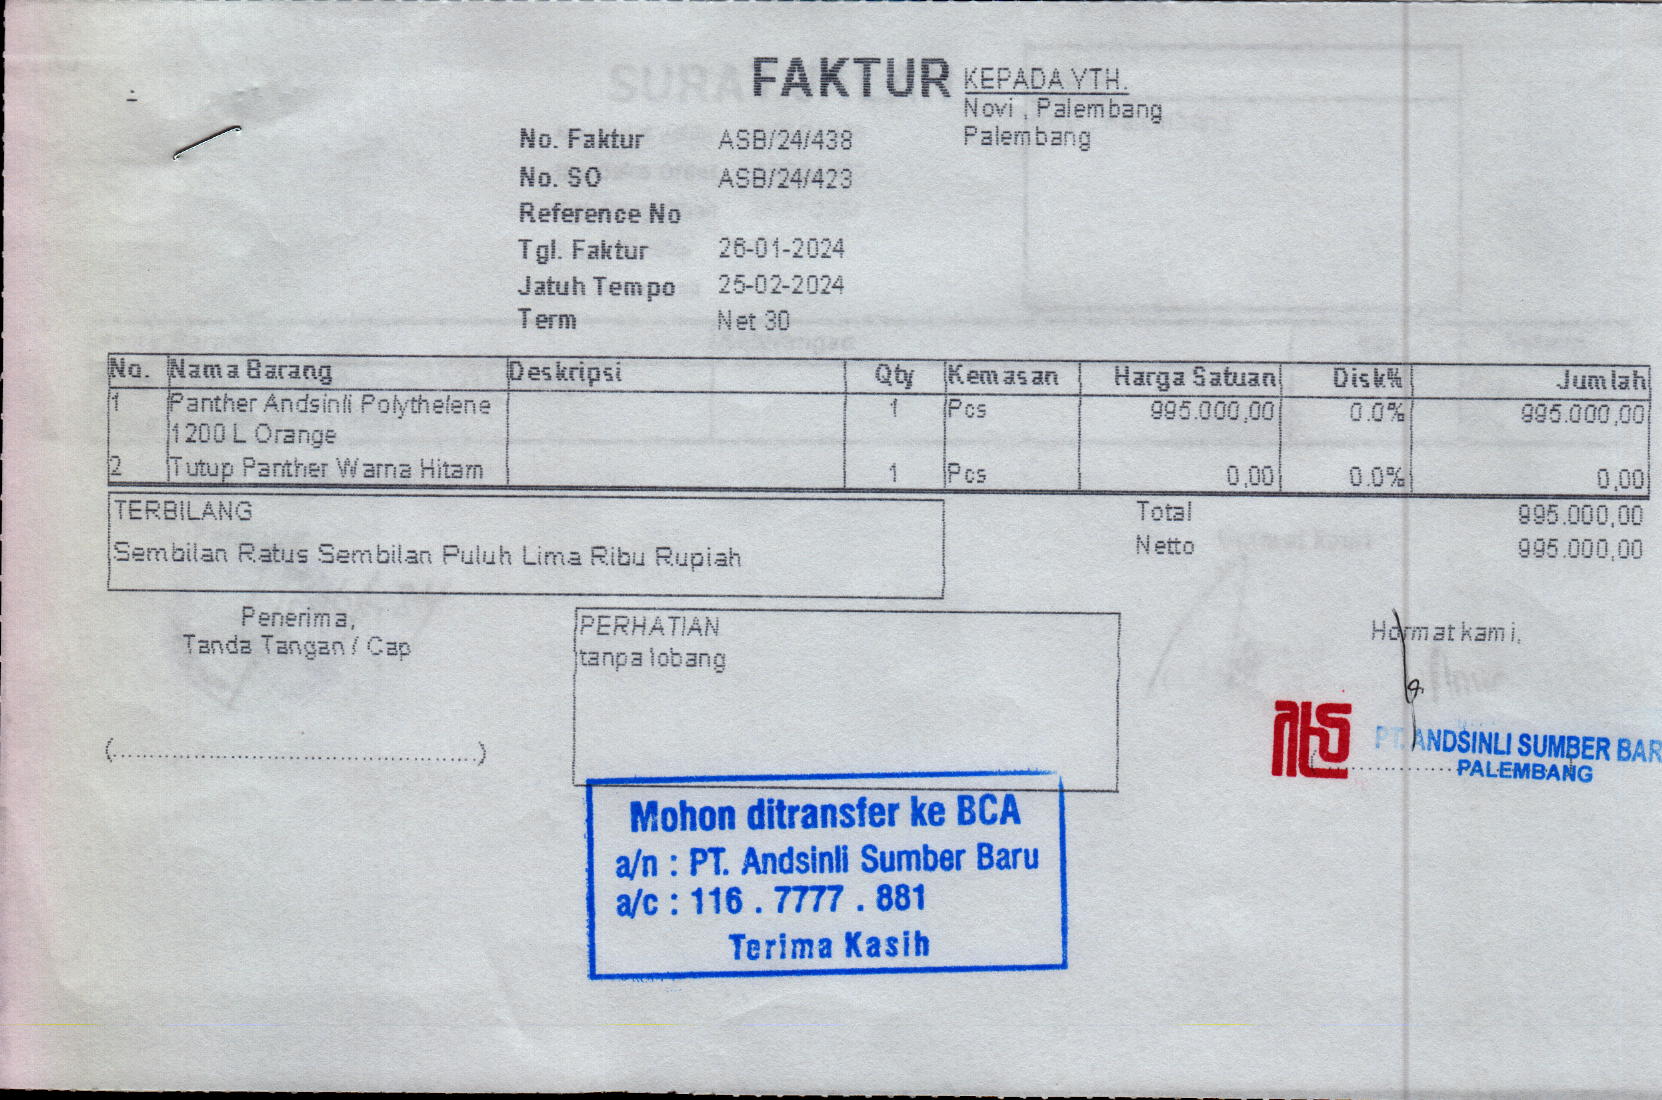 FAKTUR
KEPADA YTH.
Novi , Palembang
Palembang
No. Faktur ASB/24/438
No. SO ASB/24/423
Reference No
Tgl. Faktur 26-01-2024
Jatuh Tempo 25-02-2024
Term Net 30
No. Nama Barang Deskripsi Qty Kemasan Harga Satuan Disk% Jumlah
1 Panther Andsinli Polythelene 1 Pcs 995.000,00 0.0% 995.000,00
1200 L Orange
2 Tutup Panther Warna Hitam 1 Pcs 0,00 0.0% 0,00
TERBILANG
Sembilan Ratus Sembilan Puluh Lima Ribu Rupiah
Total 995.000,00
Netto 995.000,00
Penerima,
Tanda Tangan / Cap
(..................................................)
PERHATIAN
tanpa lobang
Hormat kami,
PT. ANDSINLI SUMBER BAR
PALEMBANG
Mohon ditransfer ke BCA
a/n : PT. Andsinli Sumber Baru
a/c : 116 . 7777 . 881
Terima Kasih